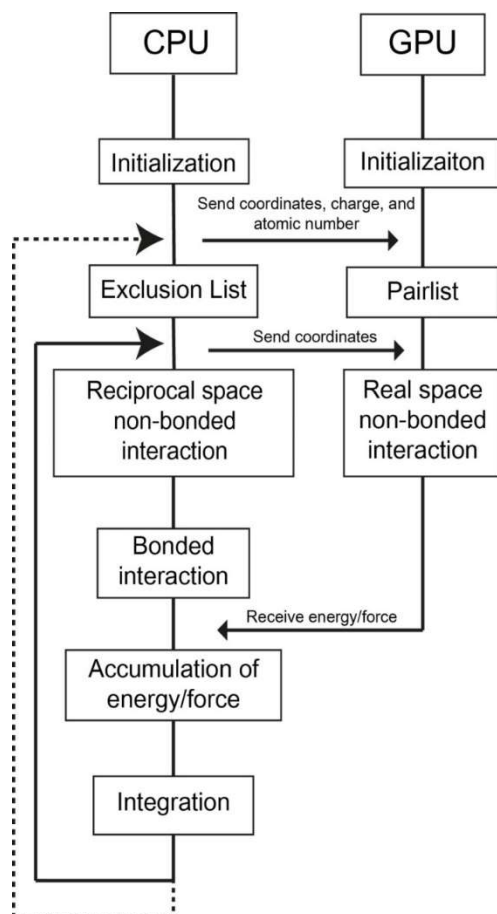 CPU
GPU
Initialization
Initializaiton
Send coordinates, charge, and
atomic number
Exclusion List
Pairlist
Send coordinates
Reciprocal space
non-bonded
interaction
Real space
non-bonded
interaction
Bonded
interaction
Receive energy/force
Accumulation of
energy/force
Integration